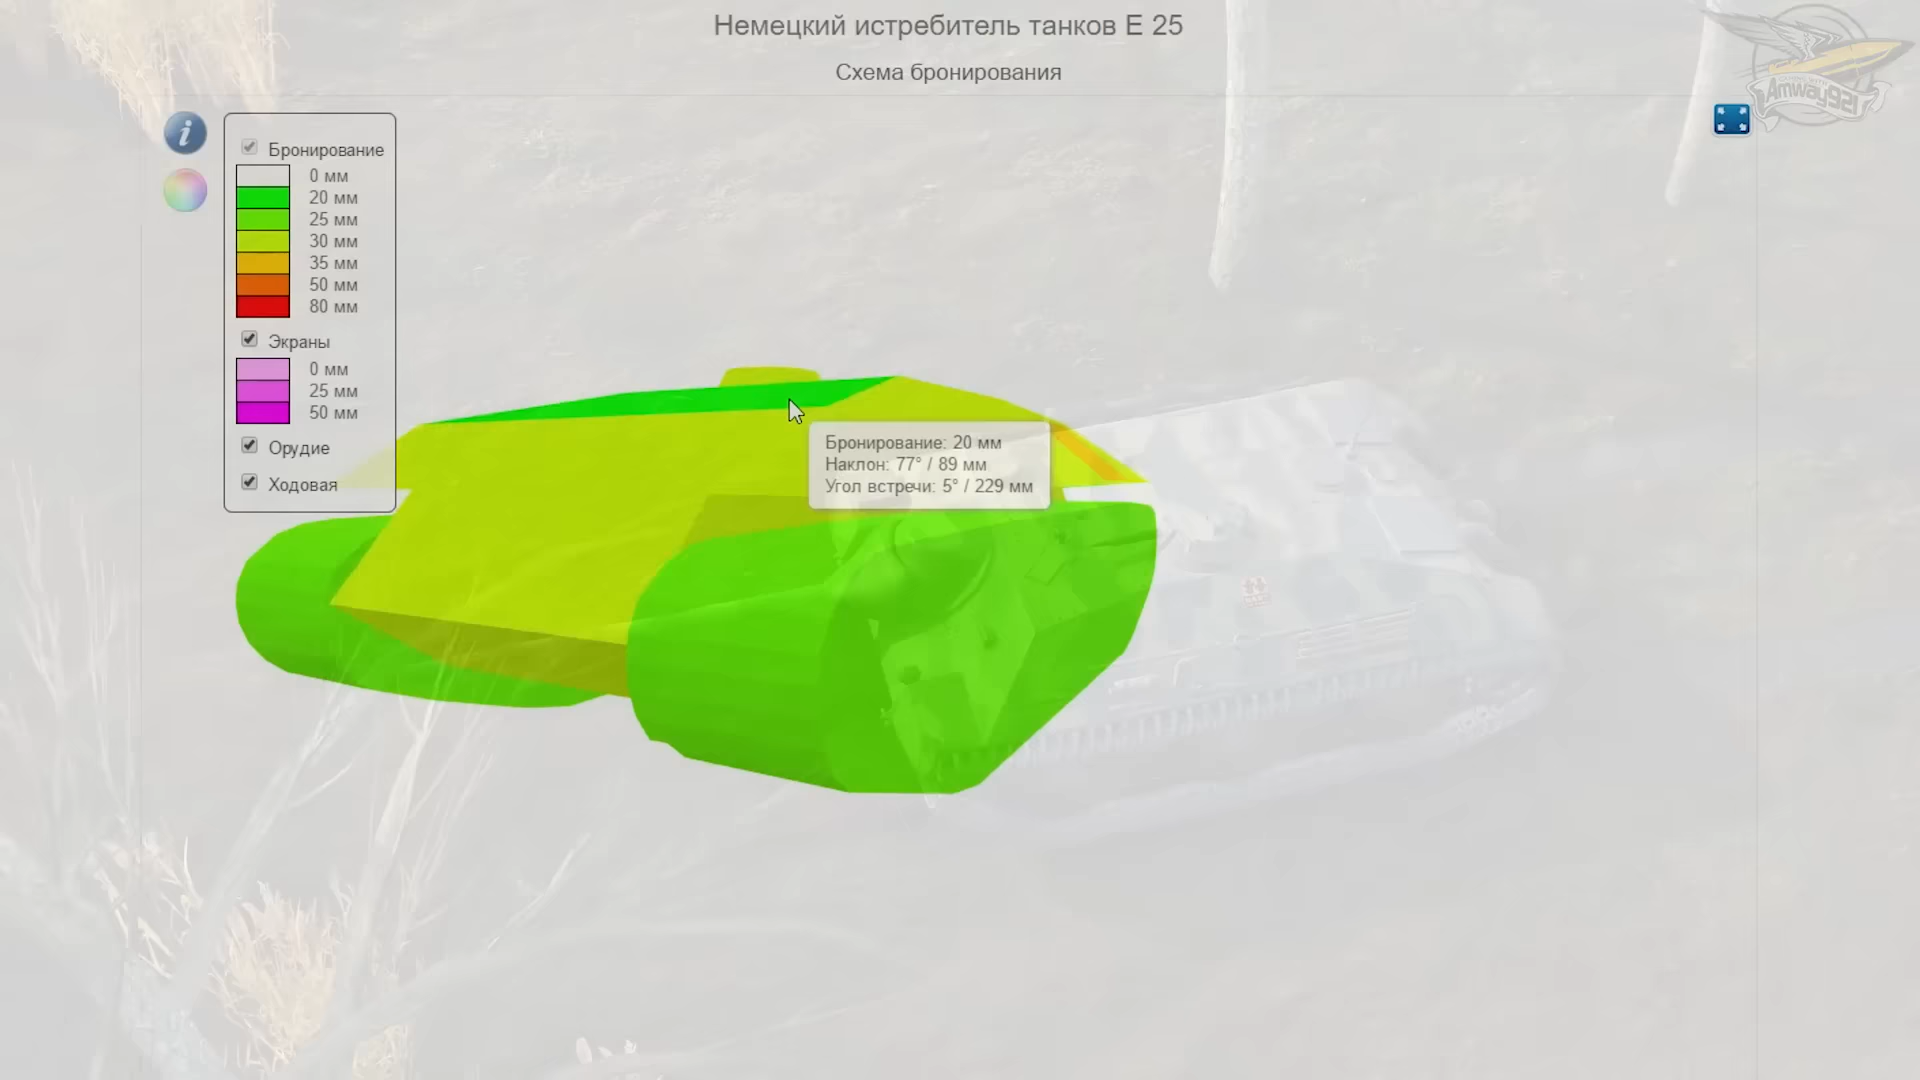 Немецкий истребитель танков E 25
Схема бронирования
Amway921
Бронирование
0 мм
20 мм
25 мм
30 мм
35 мм
50 мм
80 мм
Экраны
0 мм
25 мм
50 мм
Орудие
Ходовая
Бронирование: 20 мм
Наклон: 77° / 89 мм
Угол встречи: 5° / 229 мм